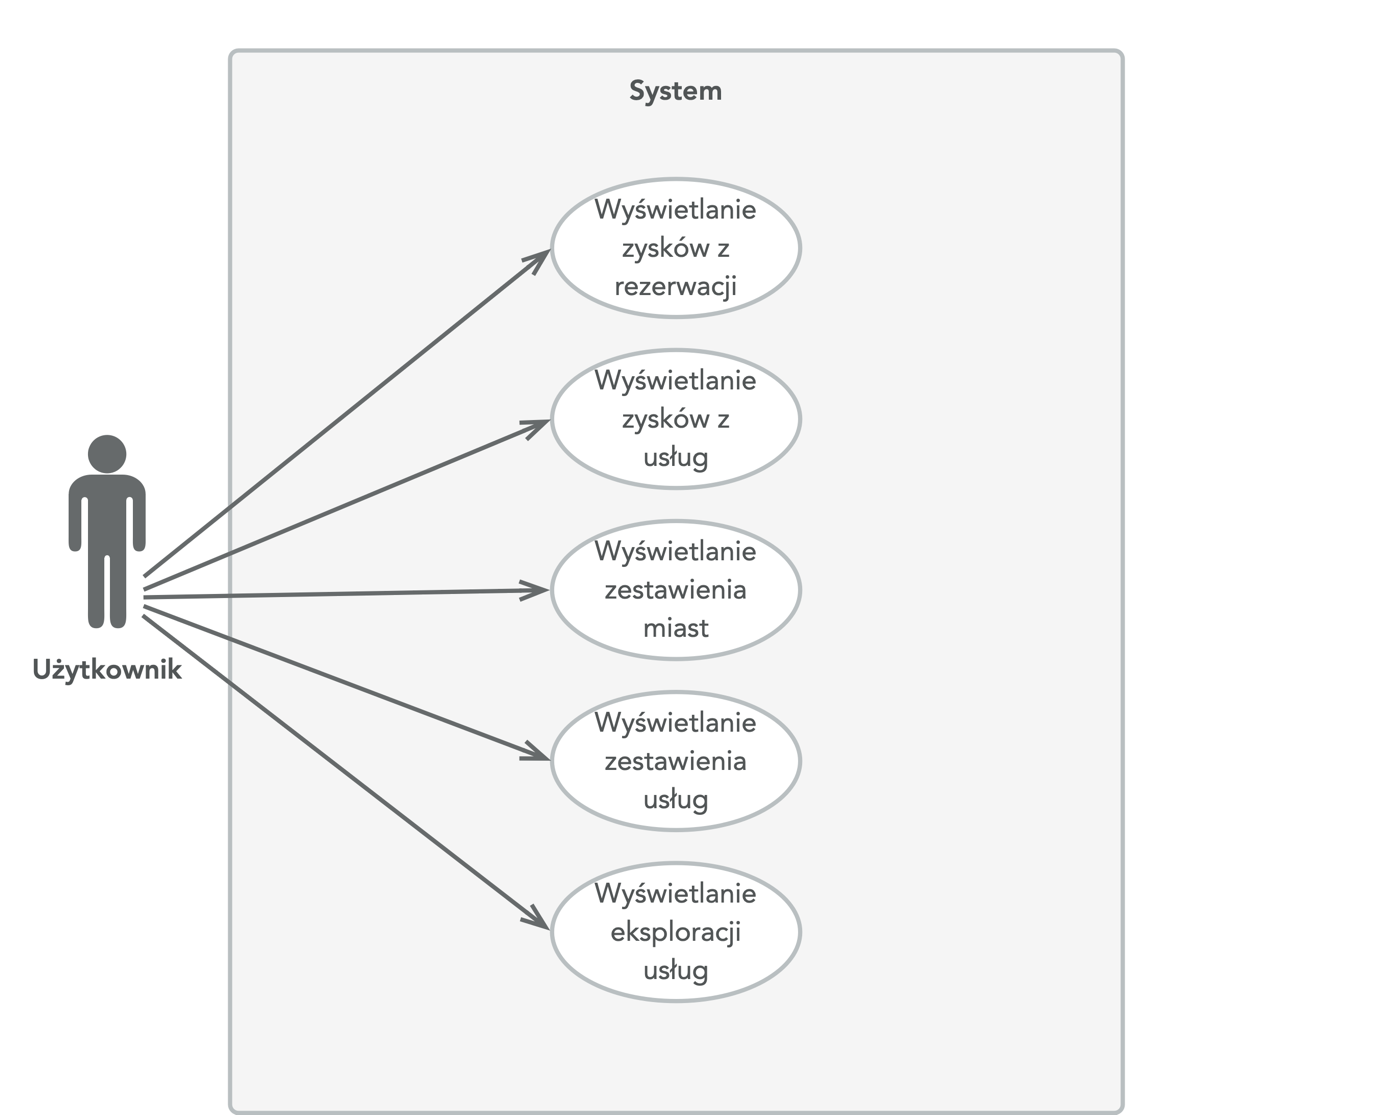 System
Wyświetlanie
zysków z
rezerwacji
Wyświetlanie
zysków z
usług
Wyświetlanie
zestawienia
miast
Użytkownik
Wyświetlanie
zestawienia
usług
Wyświetlanie
eksploracji
usług